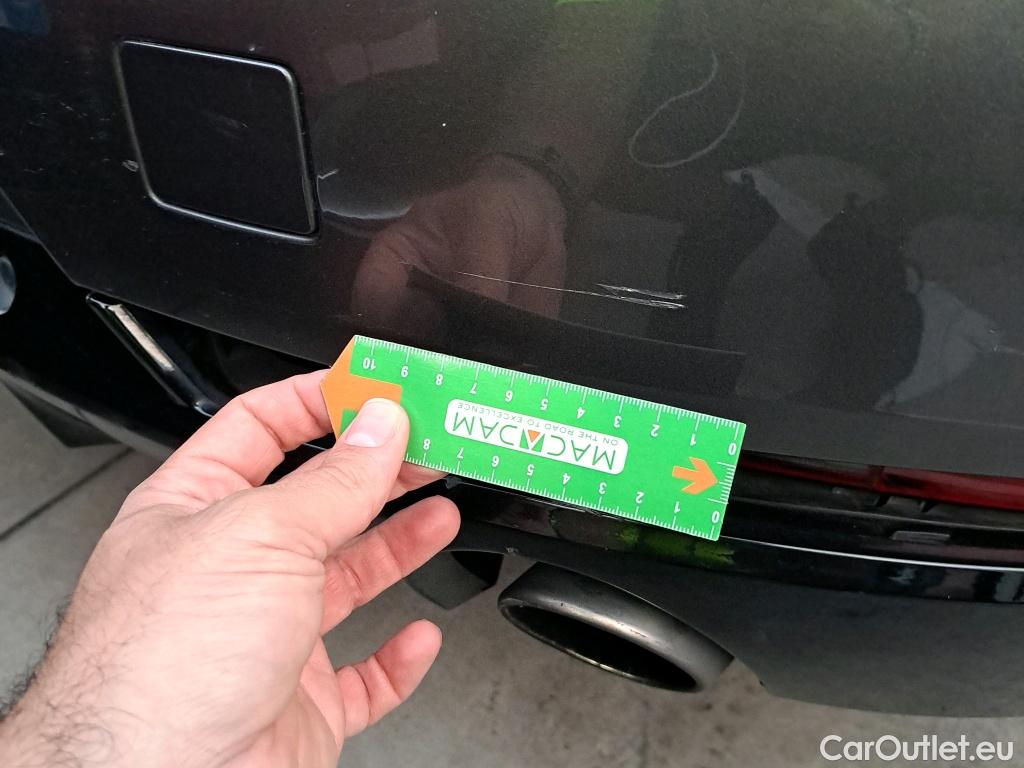 10 9 8 7 6 5 4 3 2 1 0
MACADAM
ON THE ROAD TO EXCELLENCE
8 7 6 5 4 3 2 1 0
CarOutlet.eu